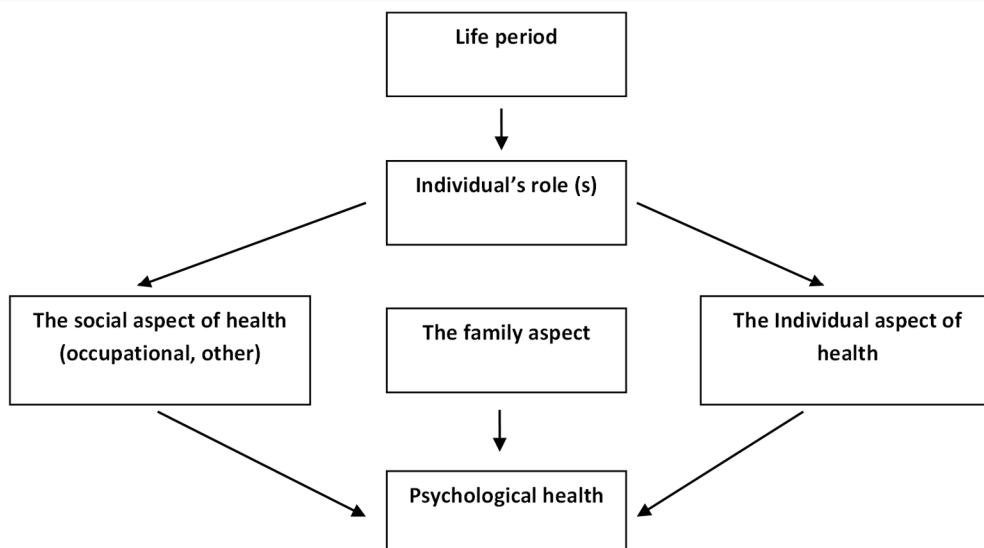 Life period
Individual’s role (s)
The social aspect of health
(occupational, other)
The family aspect
The Individual aspect of
health
Psychological health